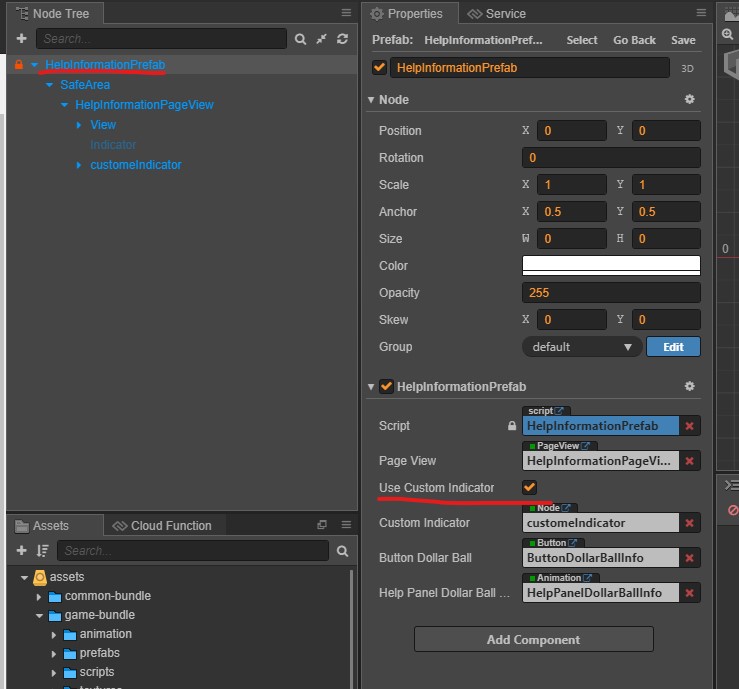 Node Tree
Search...
HelpInformationPrefab
SafeArea
HelpInformationPageView
View
Indicator
customeIndicator
Assets
Cloud Function
Search...
assets
common-bundle
game-bundle
animation
prefabs
scripts
textures
Properties
Service
Prefab: HelpInformationPref... Select Go Back Save
HelpInformationPrefab 3D
Node
Position X 0 Y 0
Rotation 0
Scale X 1 Y 1
Anchor X 0.5 Y 0.5
Size W 0 H 0
Color
Opacity 255
Skew X 0 Y 0
Group default Edit
HelpInformationPrefab
script
Script HelpInformationPrefab
PageView
Page View HelpInformationPageVi...
Use Custom Indicator
Node
Custom Indicator customeIndicator
Button
Button Dollar Ball ButtonDollarBallInfo
Animation
Help Panel Dollar Ball ... HelpPanelDollarBallInfo
Add Component
0